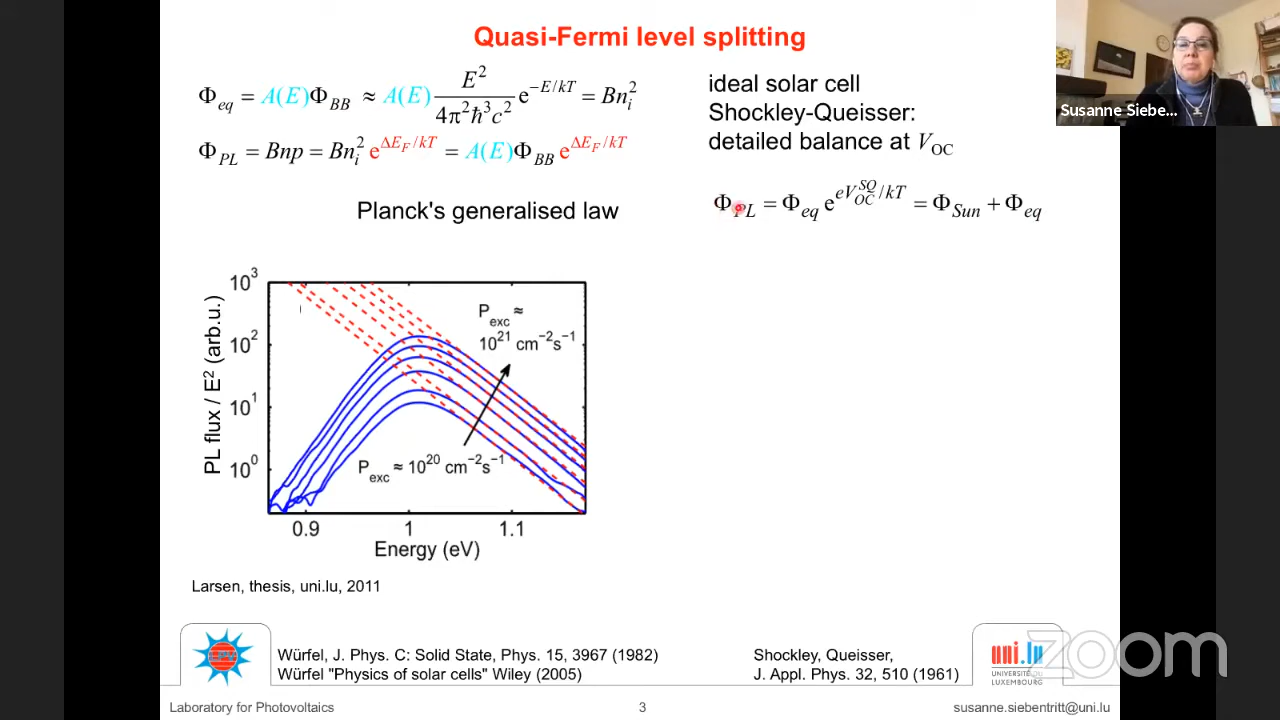 Quasi-Fermi level splitting
Φ_eq = A(E)Φ_BB ≈ A(E) E²/(4π²ħ³c²) e^(−E/kT) = Bn_i²
Φ_PL = Bnp = Bn_i² e^(ΔE_F/kT) = A(E)Φ_BB e^(ΔE_F/kT)
Planck's generalised law
ideal solar cell
Shockley-Queisser:
detailed balance at V_OC
Φ_PL = Φ_eq e^(eV_OC^SQ/kT) = Φ_Sun + Φ_eq
Susanne Siebe...
PL flux / E² (arb.u.)
10³
10²
10¹
10⁰
P_exc ≈
10²¹ cm⁻²s⁻¹
P_exc ≈ 10²⁰ cm⁻²s⁻¹
0.9 1 1.1
Energy (eV)
Larsen, thesis, uni.lu, 2011
Würfel, J. Phys. C: Solid State, Phys. 15, 3967 (1982)
Würfel "Physics of solar cells" Wiley (2005)
Shockley, Queisser,
J. Appl. Phys. 32, 510 (1961)
uni.lu
UNIVERSITÉ DU
LUXEMBOURG
zoom
Laboratory for Photovoltaics
3
susanne.siebentritt@uni.lu